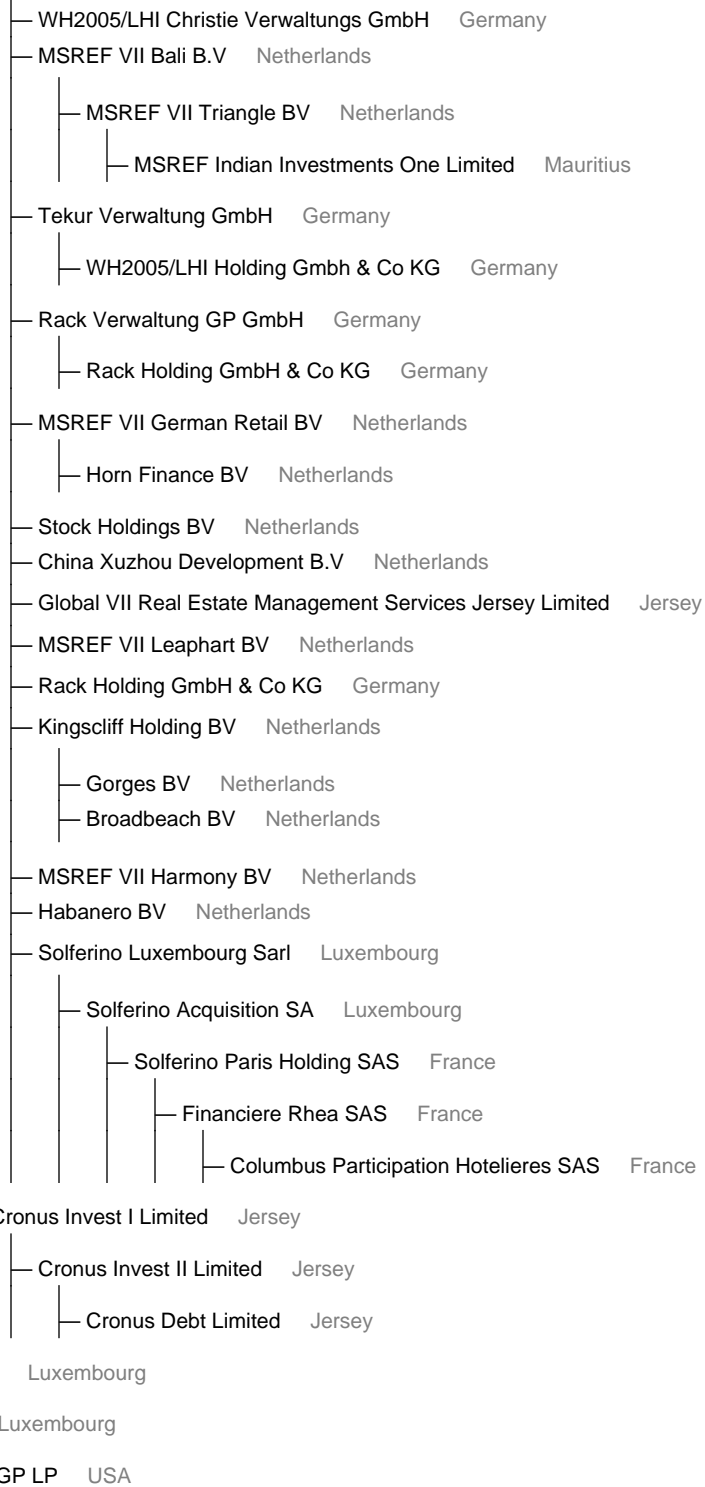 WH2005/LHI Christie Verwaltungs GmbH Germany
MSREF VII Bali B.V Netherlands
MSREF VII Triangle BV Netherlands
MSREF Indian Investments One Limited Mauritius
Tekur Verwaltung GmbH Germany
WH2005/LHI Holding Gmbh & Co KG Germany
Rack Verwaltung GP GmbH Germany
Rack Holding GmbH & Co KG Germany
MSREF VII German Retail BV Netherlands
Horn Finance BV Netherlands
Stock Holdings BV Netherlands
China Xuzhou Development B.V Netherlands
Global VII Real Estate Management Services Jersey Limited Jersey
MSREF VII Leaphart BV Netherlands
Rack Holding GmbH & Co KG Germany
Kingscliff Holding BV Netherlands
Gorges BV Netherlands
Broadbeach BV Netherlands
MSREF VII Harmony BV Netherlands
Habanero BV Netherlands
Solferino Luxembourg Sarl Luxembourg
Solferino Acquisition SA Luxembourg
Solferino Paris Holding SAS France
Financiere Rhea SAS France
Columbus Participation Hotelieres SAS France
Cronus Invest I Limited Jersey
Cronus Invest II Limited Jersey
Cronus Debt Limited Jersey
Luxembourg
Luxembourg
GP LP USA